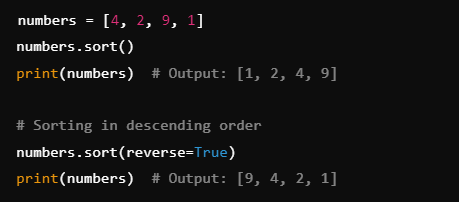 numbers = [4, 2, 9, 1]
numbers.sort()
print(numbers)  # Output: [1, 2, 4, 9]

# Sorting in descending order
numbers.sort(reverse=True)
print(numbers)  # Output: [9, 4, 2, 1]